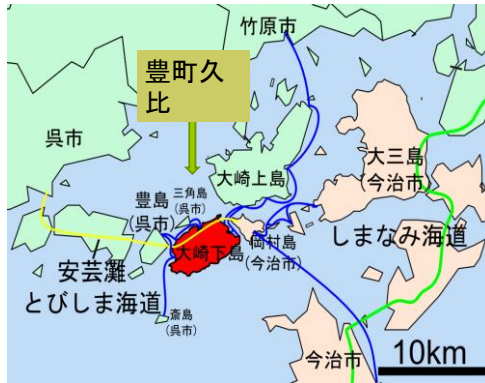 竹原市
豊町久
比
呉市
大三島
(今治市)
大崎上島
三角島
(呉市)
豊島
(呉市)
大崎下島
岡村島
(今治市)
しまなみ海道
安芸灘
とびしま海道
斎島
(呉市)
今治市
10km